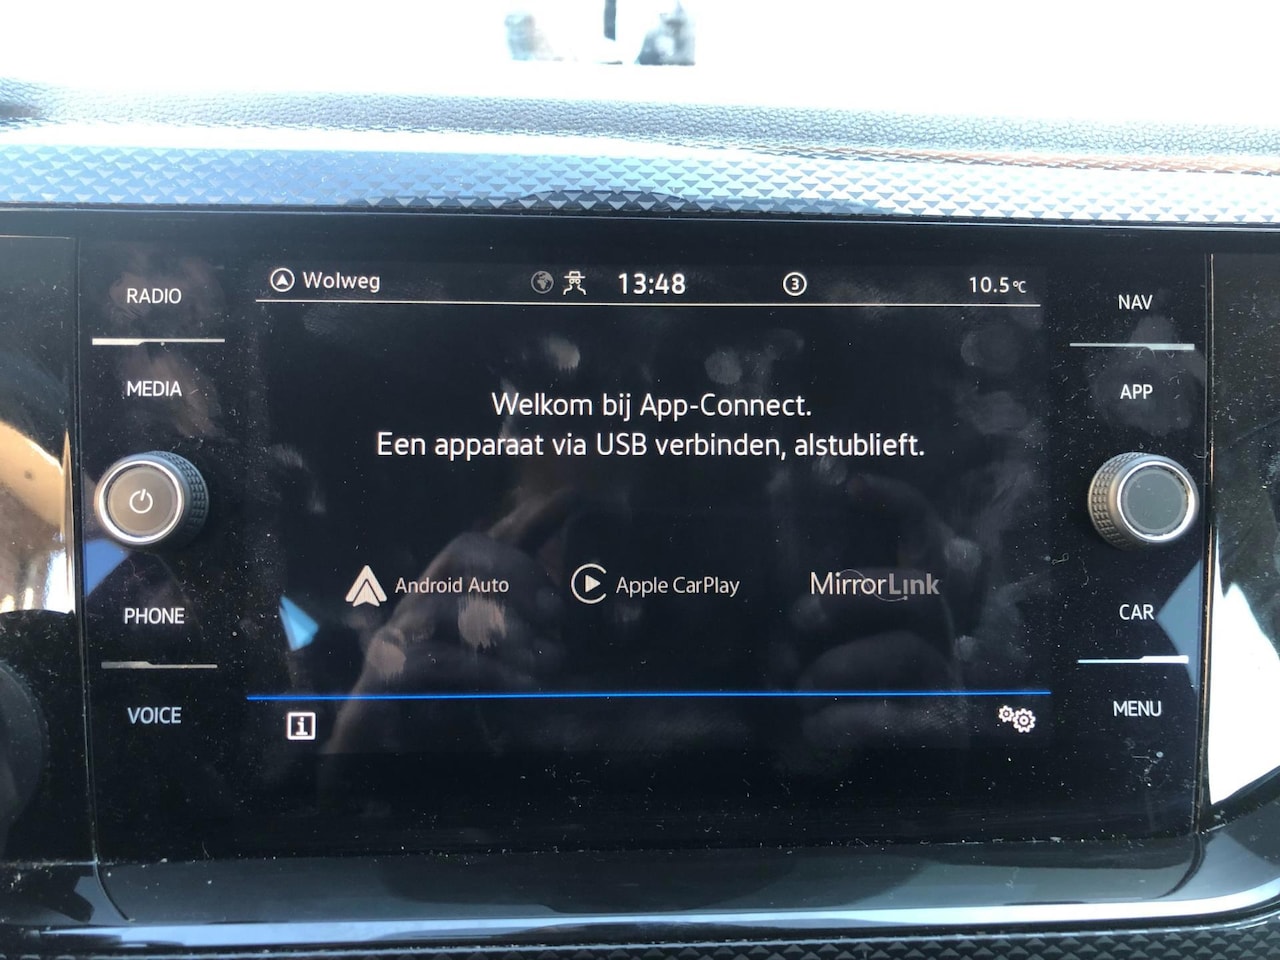 Wolweg 13:48 3 10.5°C
RADIO
NAV
MEDIA
APP
Welkom bij App-Connect.
Een apparaat via USB verbinden, alstublieft.
Android Auto Apple CarPlay MirrorLink
PHONE
CAR
VOICE
MENU
i